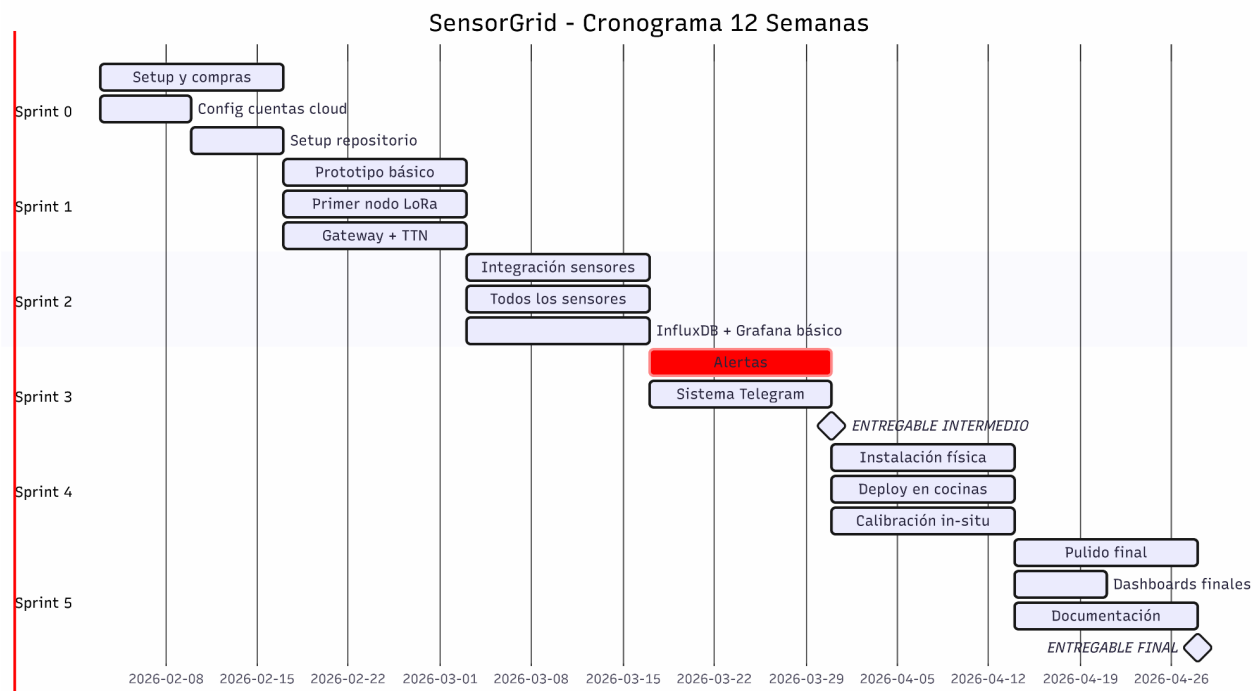 SensorGrid - Cronograma 12 Semanas
Sprint 0
Setup y compras
Config cuentas cloud
Setup repositorio
Sprint 1
Prototipo básico
Primer nodo LoRa
Gateway + TTN
Sprint 2
Integración sensores
Todos los sensores
InfluxDB + Grafana básico
Sprint 3
Alertas
Sistema Telegram
ENTREGABLE INTERMEDIO
Sprint 4
Instalación física
Deploy en cocinas
Calibración in-situ
Sprint 5
Pulido final
Dashboards finales
Documentación
ENTREGABLE FINAL
2026-02-08 2026-02-15 2026-02-22 2026-03-01 2026-03-08 2026-03-15 2026-03-22 2026-03-29 2026-04-05 2026-04-12 2026-04-19 2026-04-26